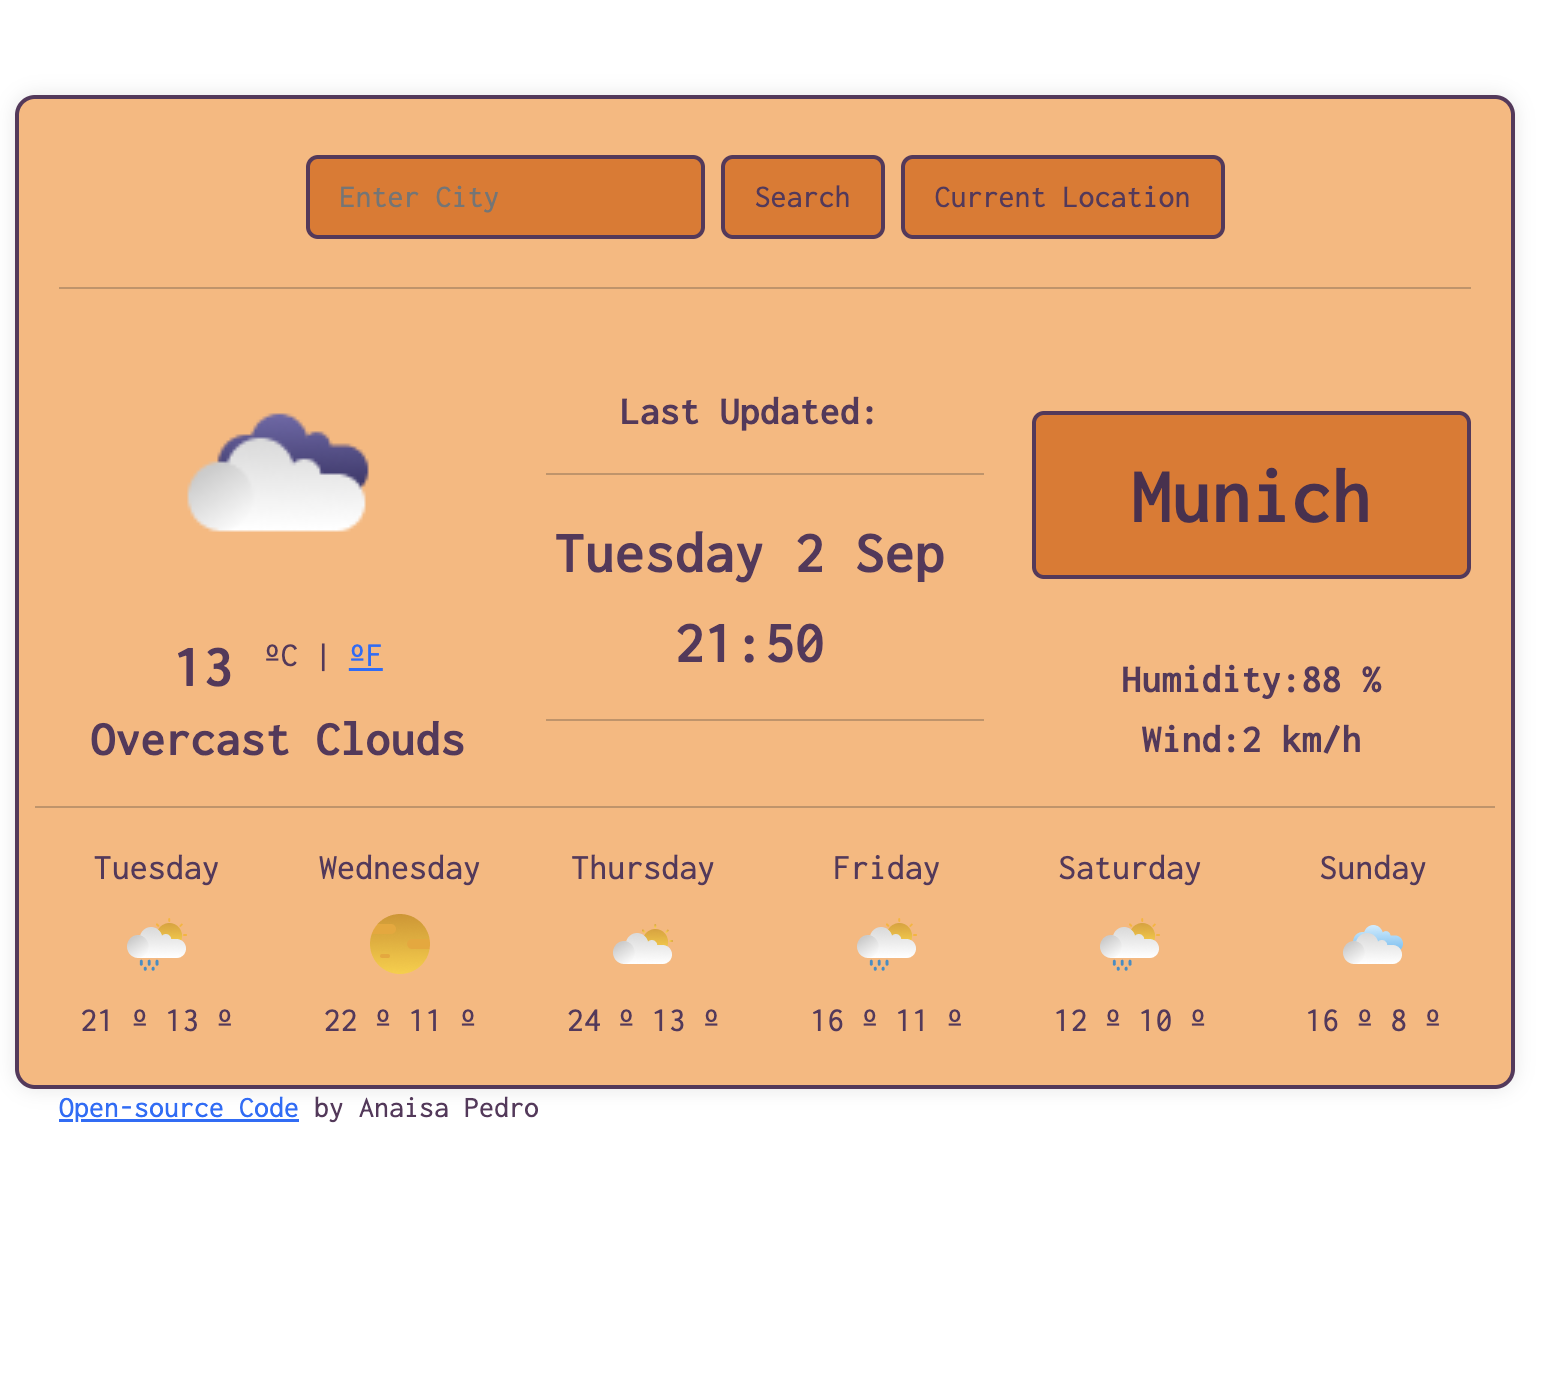 Enter City
Search
Current Location
Last Updated:
Tuesday 2 Sep
21:50
Munich
13 ºC | ºF
Overcast Clouds
Humidity:88 %
Wind:2 km/h
Tuesday
Wednesday
Thursday
Friday
Saturday
Sunday
21 º 13 º
22 º 11 º
24 º 13 º
16 º 11 º
12 º 10 º
16 º 8 º
Open-source Code by Anaisa Pedro